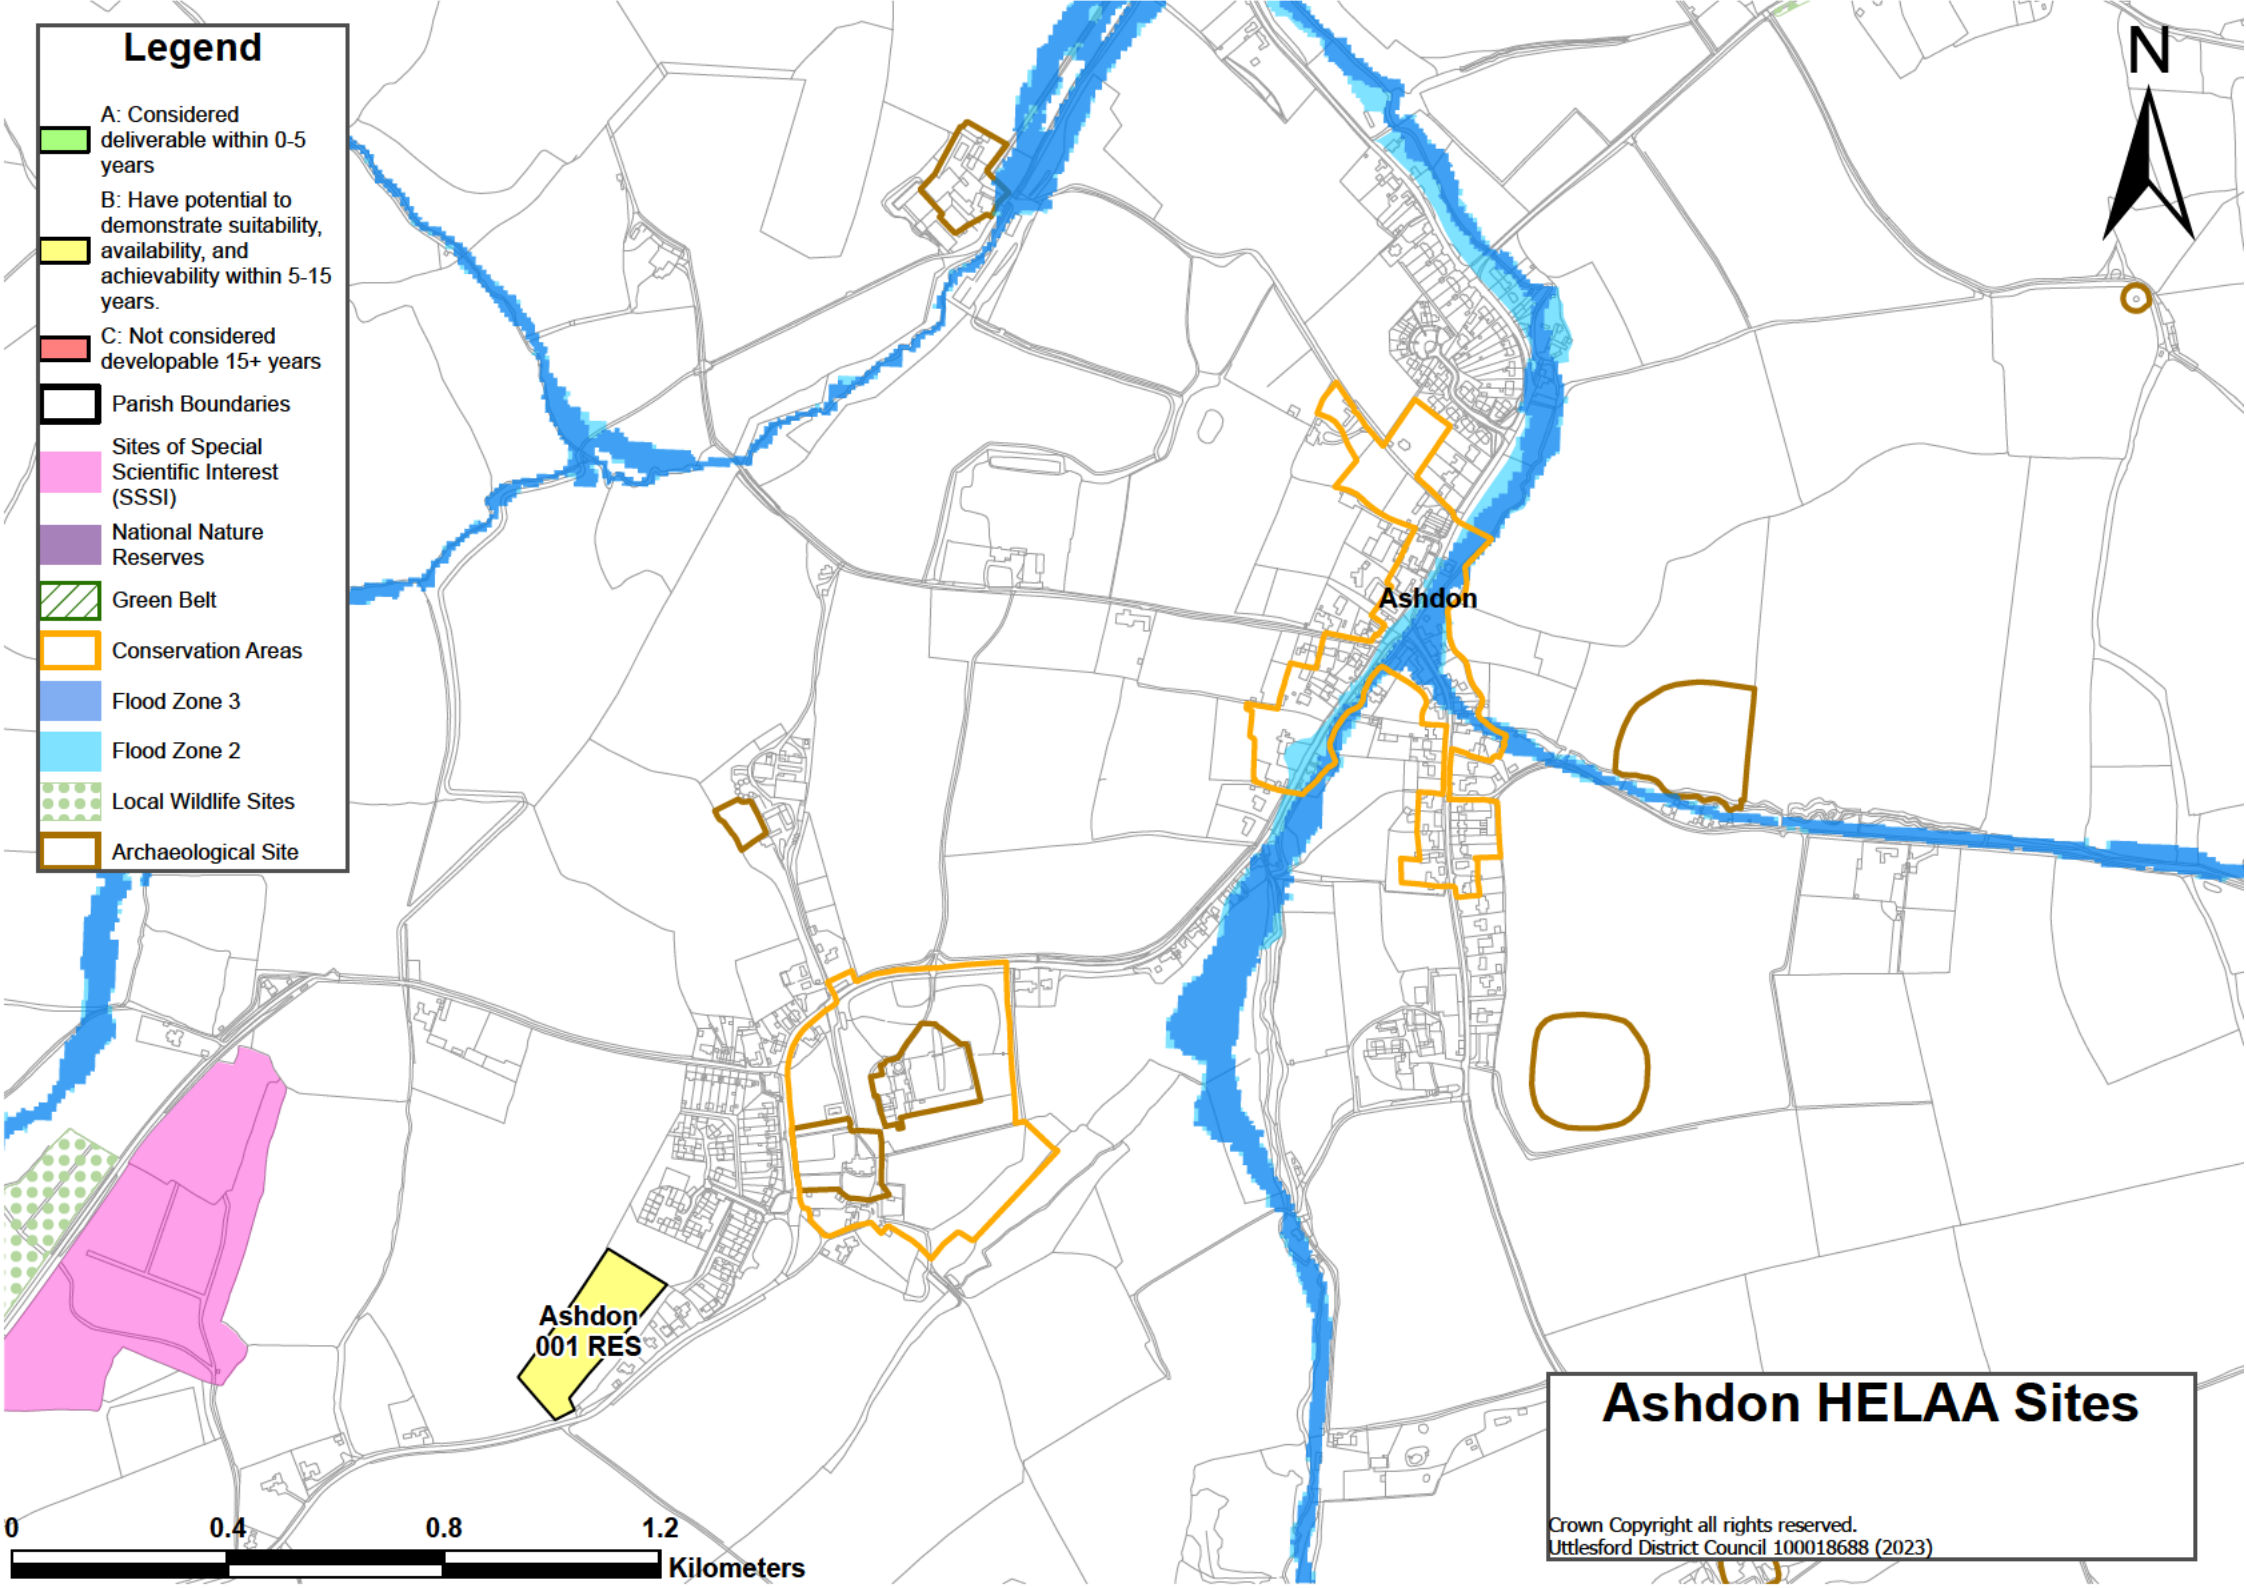 Legend
A: Considered
deliverable within 0-5
years
B: Have potential to
demonstrate suitability,
availability, and
achievability within 5-15
years.
C: Not considered
developable 15+ years
Parish Boundaries
Sites of Special
Scientific Interest
(SSSI)
National Nature
Reserves
Green Belt
Conservation Areas
Flood Zone 3
Flood Zone 2
Local Wildlife Sites
Archaeological Site
N
Ashdon
Ashdon
001 RES
0 0.4 0.8 1.2
Kilometers
Ashdon HELAA Sites
Crown Copyright all rights reserved.
Uttlesford District Council 100018688 (2023)